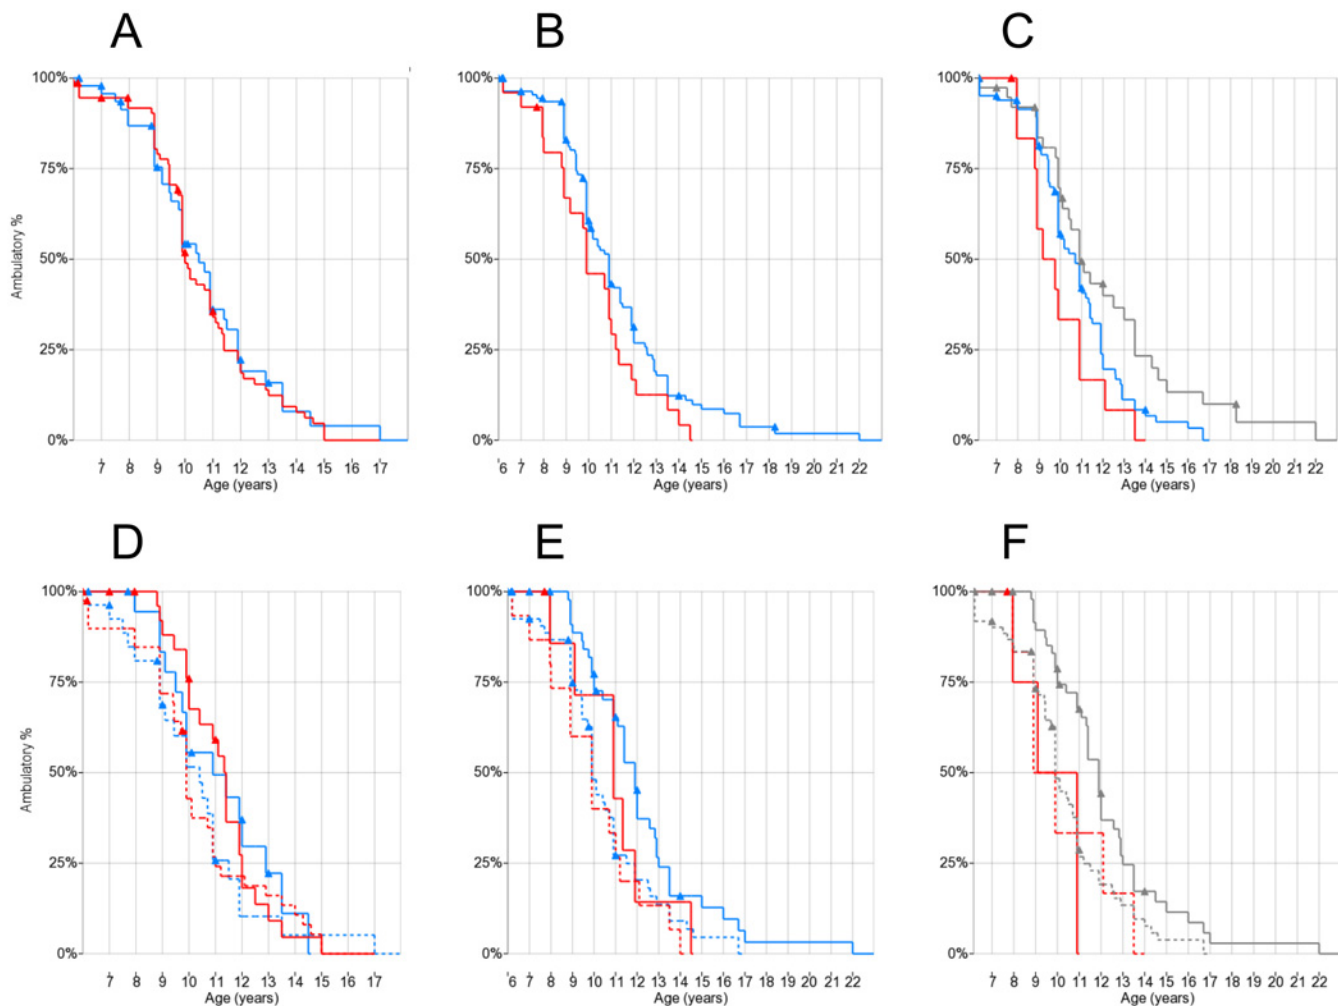 A B C
100% 100% 100%
75% 75% 75%
Ambulatory %
50% 50% 50%
25% 25% 25%
0% 0% 0%
7 8 9 10 11 12 13 14 15 16 17 6 7 8 9 10 11 12 13 14 15 16 17 18 19 20 21 22 7 8 9 10 11 12 13 14 15 16 17 18 19 20 21 22
Age (years) Age (years) Age (years)
D E F
100% 100% 100%
75% 75% 75%
Ambulatory %
50% 50% 50%
25% 25% 25%
0% 0% 0%
7 8 9 10 11 12 13 14 15 16 17 6 7 8 9 10 11 12 13 14 15 16 17 18 19 20 21 22 7 8 9 10 11 12 13 14 15 16 17 18 19 20 21 22
Age (years) Age (years) Age (years)